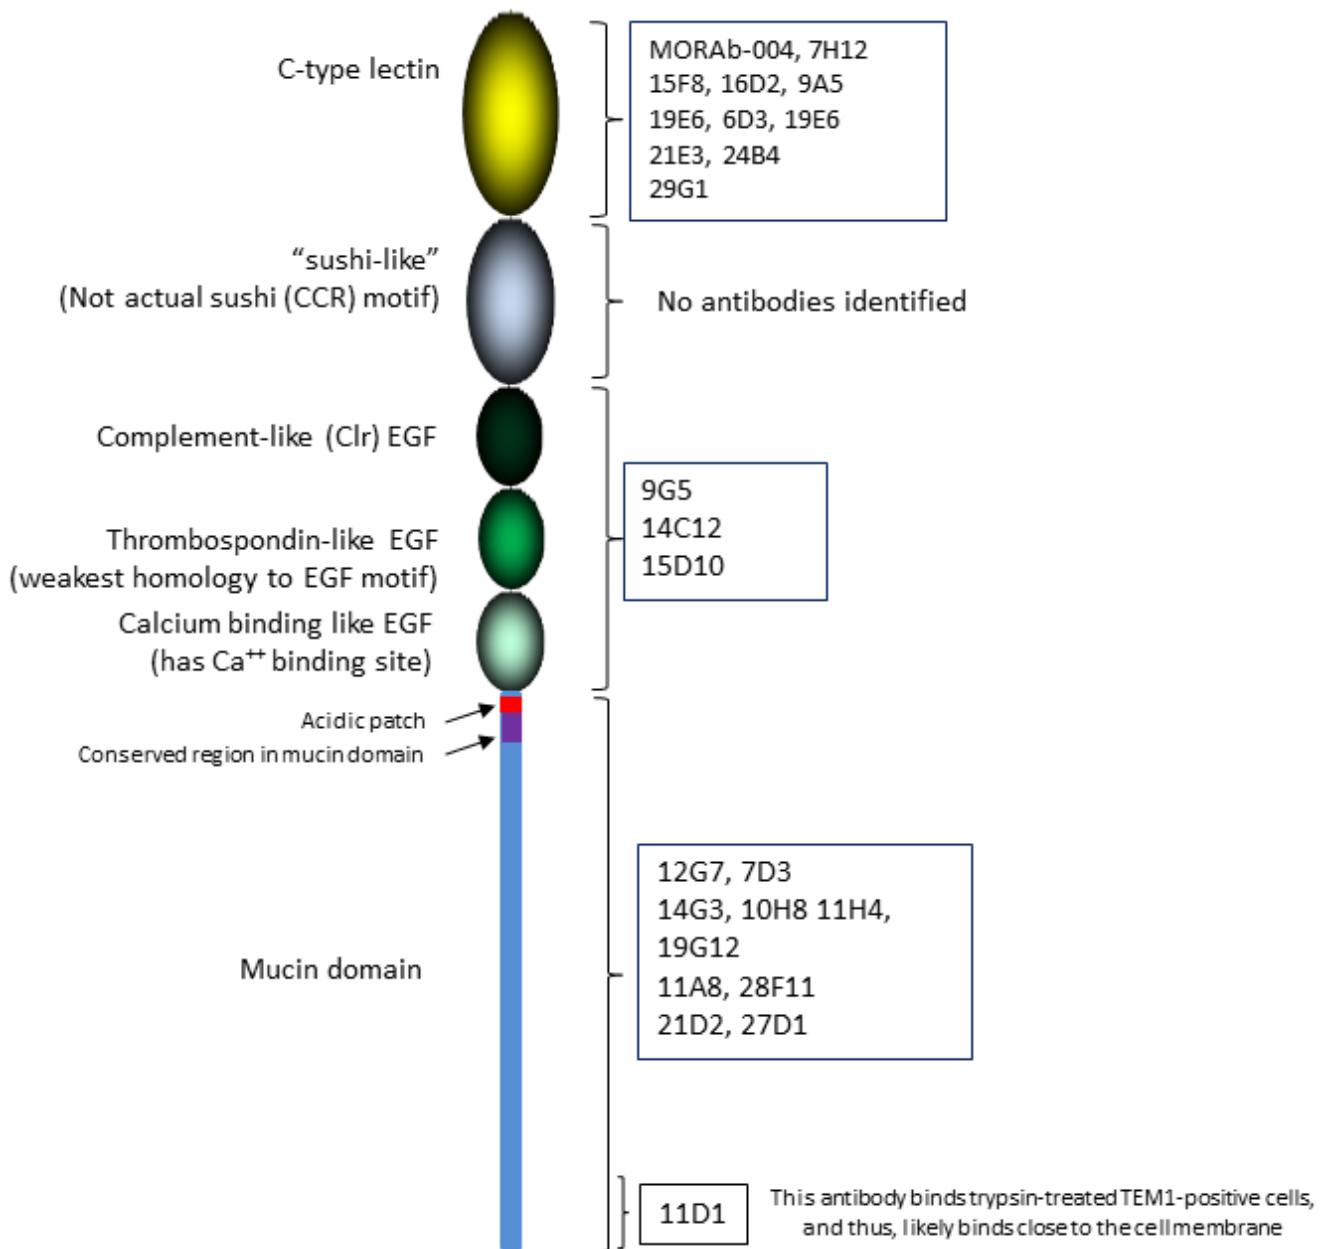 C-type lectin
MORAb-004, 7H12
15F8, 16D2, 9A5
19E6, 6D3, 19E6
21E3, 24B4
29G1
“sushi-like”
(Not actual sushi (CCR) motif)
No antibodies identified
Complement-like (Clr) EGF
Thrombospondin-like EGF
(weakest homology to EGF motif)
Calcium binding like EGF
(has Ca⁺⁺ binding site)
9G5
14C12
15D10
Acidic patch
Conserved region in mucin domain
Mucin domain
12G7, 7D3
14G3, 10H8 11H4,
19G12
11A8, 28F11
21D2, 27D1
11D1
This antibody binds trypsin-treated TEM1-positive cells,
and thus, likely binds close to the cell membrane